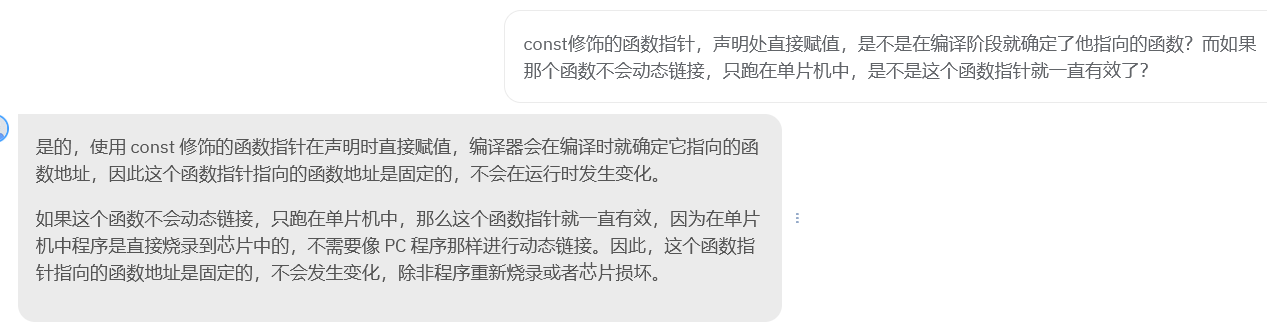 const修饰的函数指针，声明处直接赋值，是不是在编译阶段就确定了他指向的函数？而如果
那个函数不会动态链接，只跑在单片机中，是不是这个函数指针就一直有效了？
是的，使用 const 修饰的函数指针在声明时直接赋值，编译器会在编译时就确定它指向的函
数地址，因此这个函数指针指向的函数地址是固定的，不会在运行时发生变化。
如果这个函数不会动态链接，只跑在单片机中，那么这个函数指针就一直有效，因为在单片
机中程序是直接烧录到芯片中的，不需要像 PC 程序那样进行动态链接。因此，这个函数指
针指向的函数地址是固定的，不会发生变化，除非程序重新烧录或者芯片损坏。